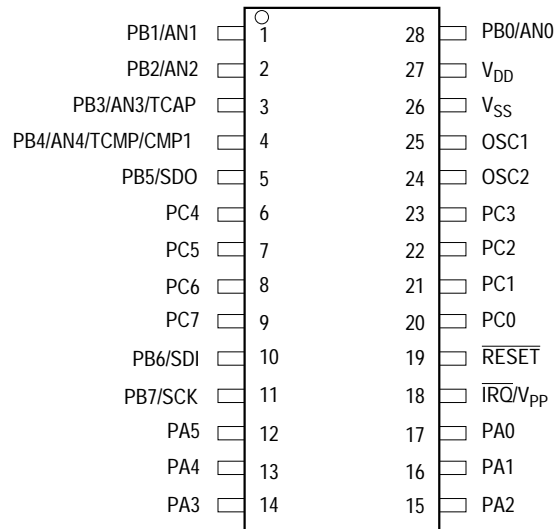 PB1/AN1 1 28 PB0/AN0
PB2/AN2 2 27 VDD
PB3/AN3/TCAP 3 26 VSS
PB4/AN4/TCMP/CMP1 4 25 OSC1
PB5/SDO 5 24 OSC2
PC4 6 23 PC3
PC5 7 22 PC2
PC6 8 21 PC1
PC7 9 20 PC0
PB6/SDI 10 19 RESET
PB7/SCK 11 18 IRQ/VPP
PA5 12 17 PA0
PA4 13 16 PA1
PA3 14 15 PA2